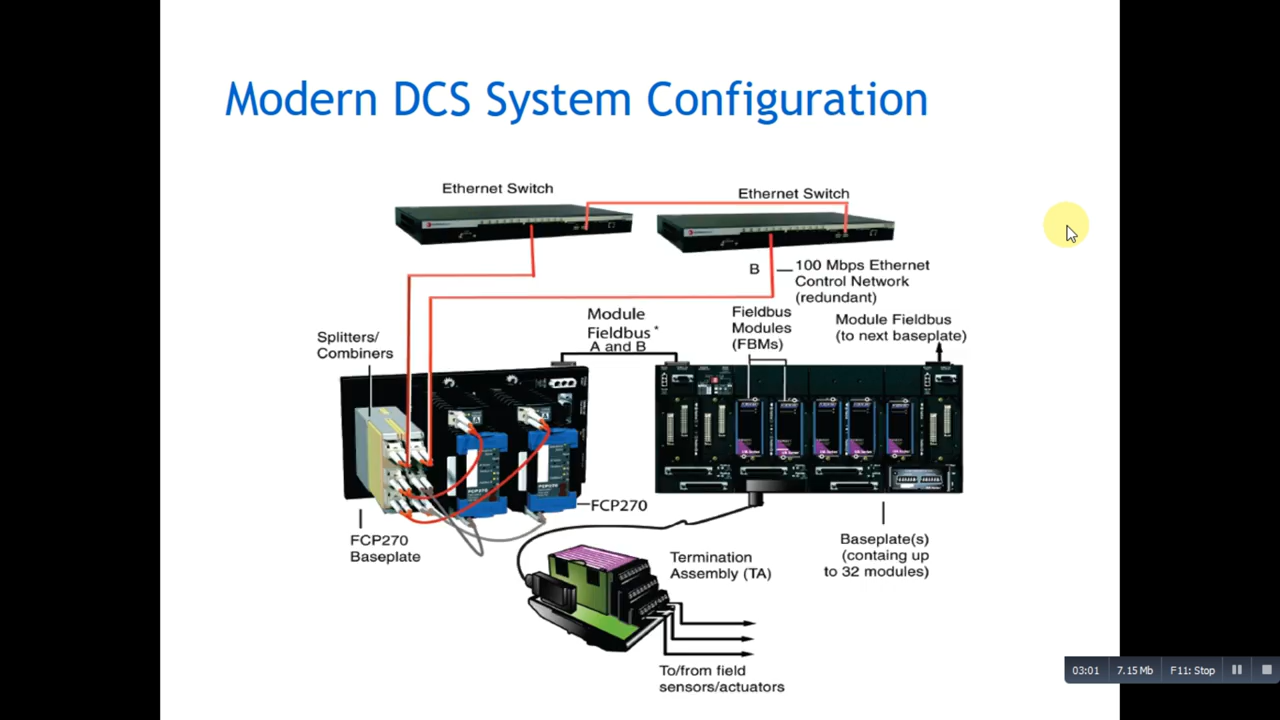 Modern DCS System Configuration
Ethernet Switch
Ethernet Switch
B
100 Mbps Ethernet
Control Network
(redundant)
Module
Fieldbus *
A and B
Fieldbus
Modules
(FBMs)
Module Fieldbus
(to next baseplate)
Splitters/
Combiners
FCP270
FCP270
FCP270
FCP270
Baseplate
Termination
Assembly (TA)
Baseplate(s)
(containg up
to 32 modules)
To/from field
sensors/actuators
03:01
7.15 Mb
F11: Stop